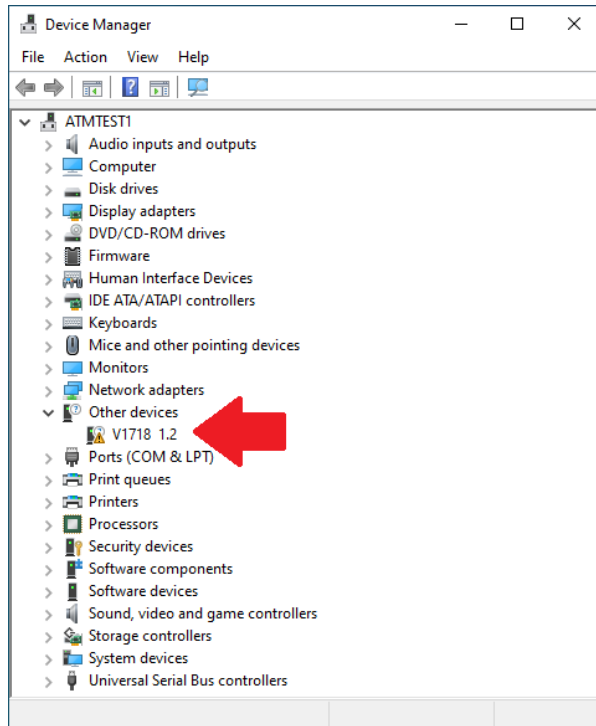 Device Manager
File Action View Help
ATMTEST1
Audio inputs and outputs
Computer
Disk drives
Display adapters
DVD/CD-ROM drives
Firmware
Human Interface Devices
IDE ATA/ATAPI controllers
Keyboards
Mice and other pointing devices
Monitors
Network adapters
Other devices
V1718 1.2
Ports (COM & LPT)
Print queues
Printers
Processors
Security devices
Software components
Software devices
Sound, video and game controllers
Storage controllers
System devices
Universal Serial Bus controllers